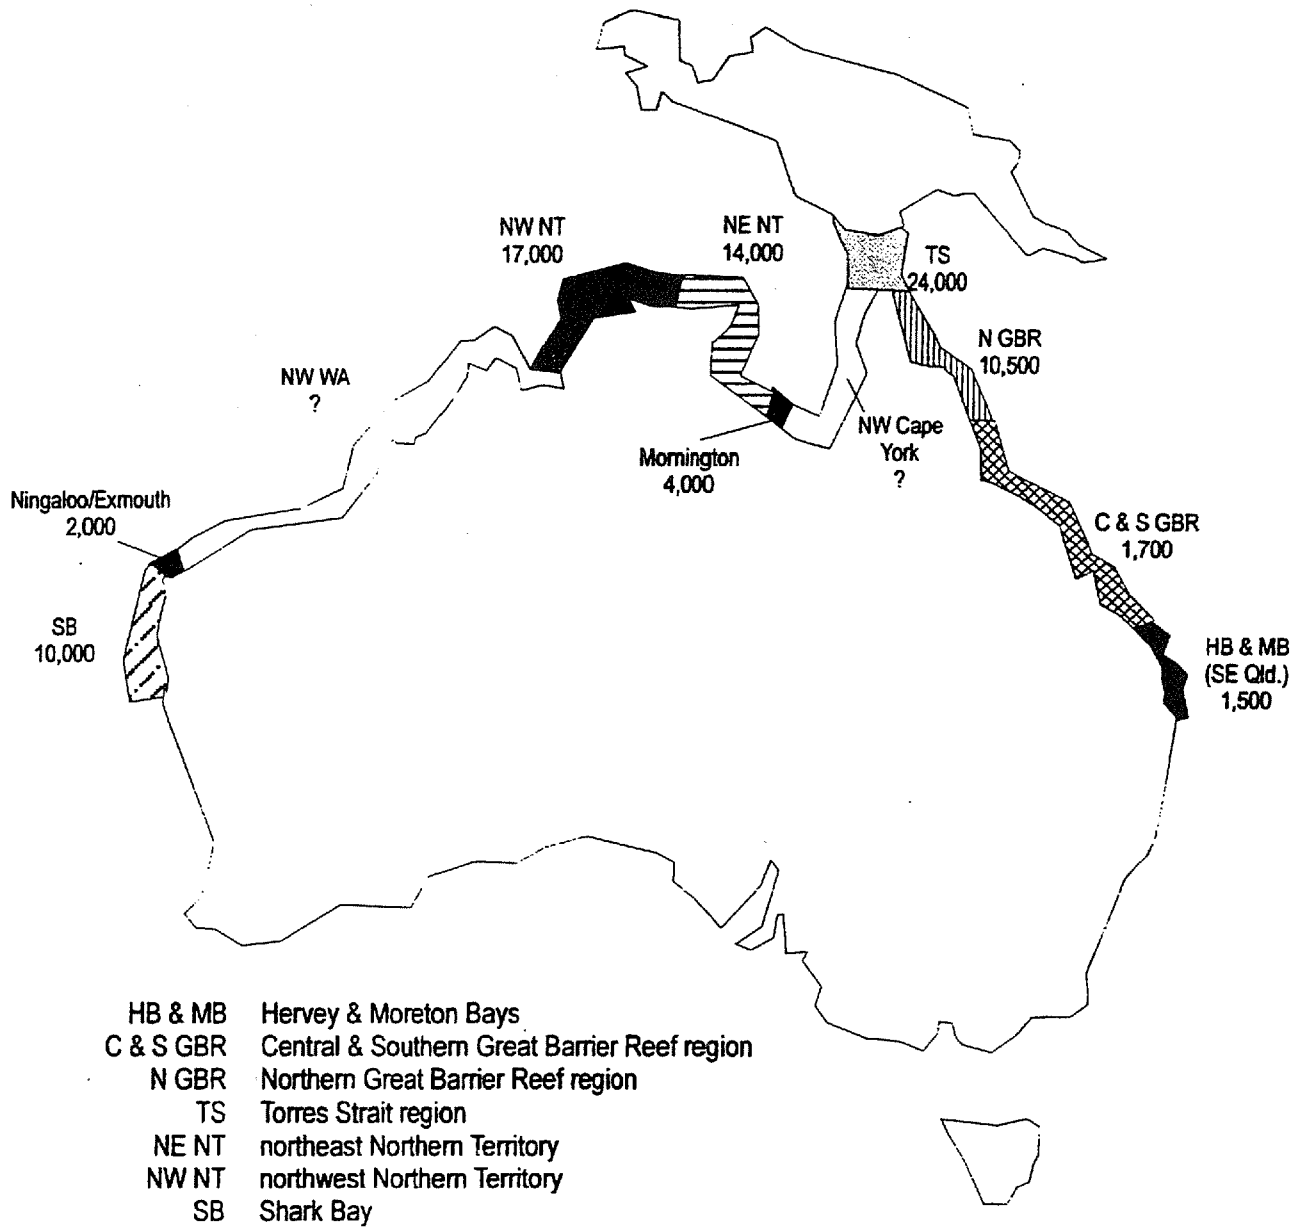 NW NT
17,000
NE NT
14,000
TS
24,000
N GBR
10,500
NW WA
?
NW Cape
York
?
Mornington
4,000
Ningaloo/Exmouth
2,000
C & S GBR
1,700
SB
10,000
HB & MB
(SE Qld.)
1,500
HB & MB Hervey & Moreton Bays
C & S GBR Central & Southern Great Barrier Reef region
N GBR Northern Great Barrier Reef region
TS Torres Strait region
NE NT northeast Northern Territory
NW NT northwest Northern Territory
SB Shark Bay